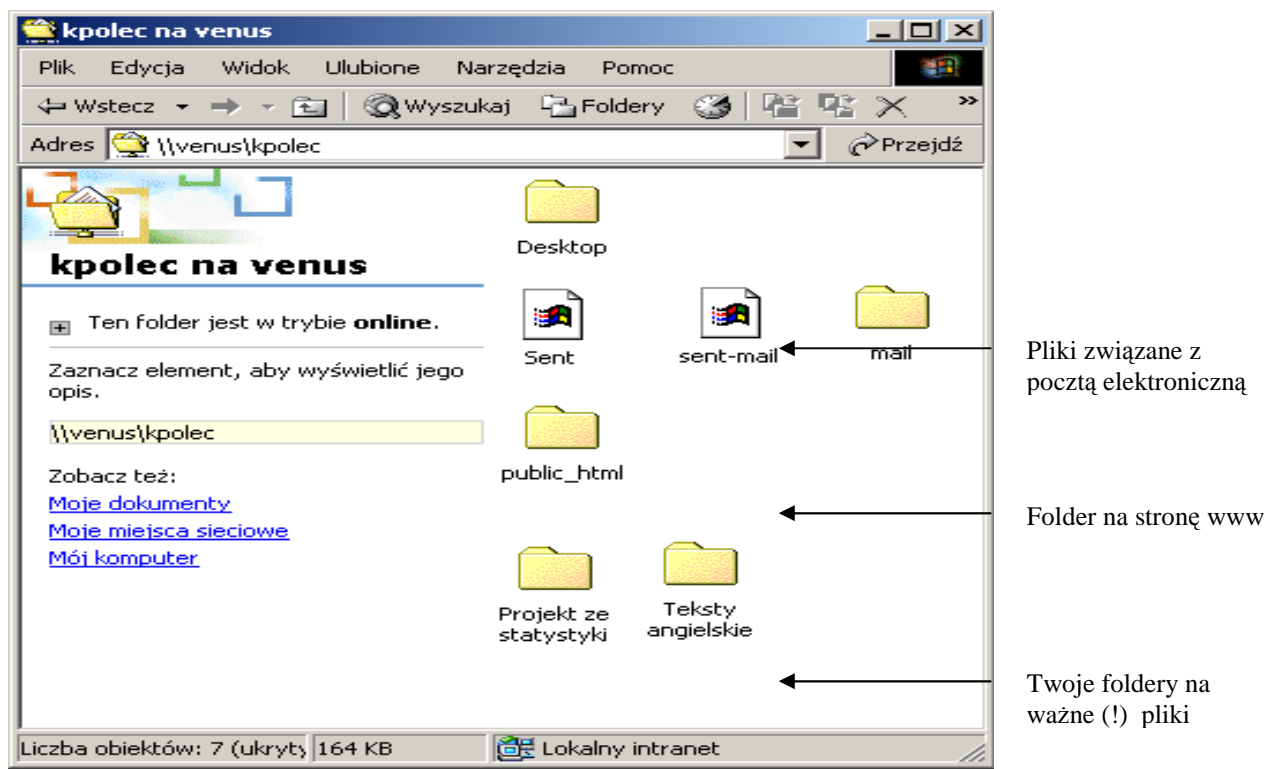 kpolec na venus
Plik Edycja Widok Ulubione Narzędzia Pomoc
Wstecz Wyszukaj Foldery »
Adres \\venus\kpolec Przejdź
kpolec na venus
Ten folder jest w trybie online.
Zaznacz element, aby wyświetlić jego
opis.
\\venus\kpolec
Zobacz też:
Moje dokumenty
Moje miejsca sieciowe
Mój komputer
Desktop
Sent sent-mail mail
public_html
Projekt ze
statystyki
Teksty
angielskie
Pliki związane z
pocztą elektroniczną
Folder na stronę www
Twoje foldery na
ważne (!) pliki
Liczba obiektów: 7 (ukryty 164 KB Lokalny intranet